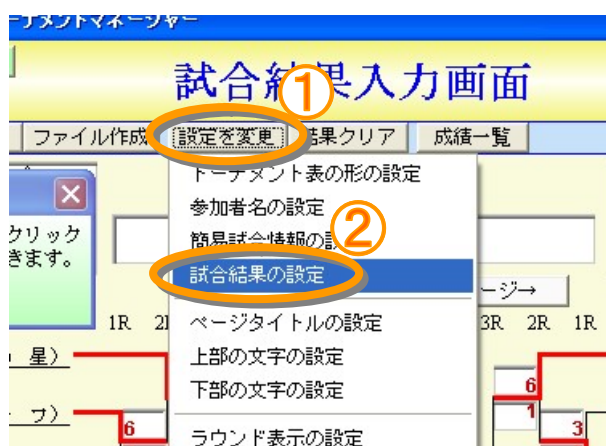 ーナメントマネージャー
試合結果入力画面
①
ファイル作成 設定を変更 結果クリア 成績一覧
トーナメント表の形の設定
参加者名の設定
クリック
簡易試合情報の設
②
きます。
試合結果の設定
ージ→
1R 2
ページタイトルの設定
3R 2R 1R
星)
上部の文字の設定
下部の文字の設定
6
1
ワ)
6
3
ラウンド表示の設定